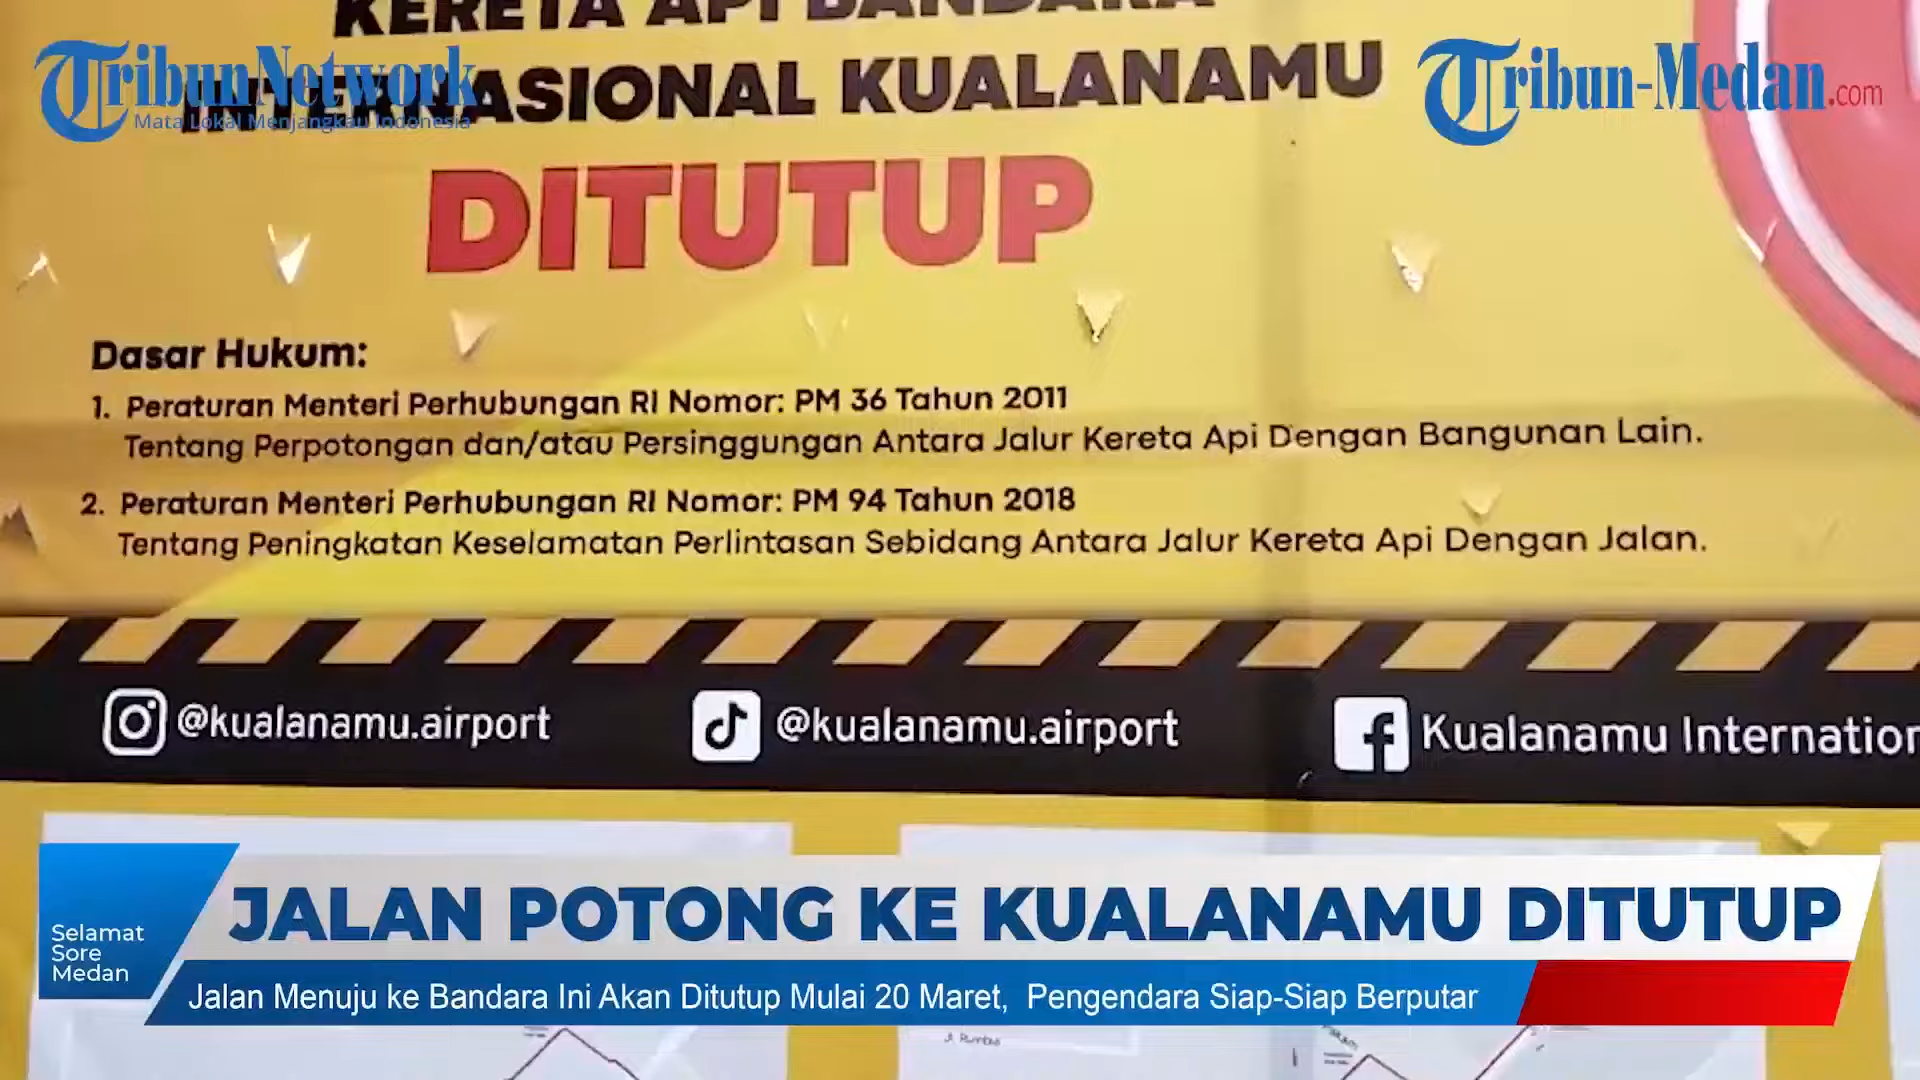 KERETA API BANDARA
TribunNetwork
Mata Lokal Menjangkau Indonesia
NASIONAL KUALANAMU
Tribun-Medan.com
DITUTUP
Dasar Hukum:
1. Peraturan Menteri Perhubungan RI Nomor: PM 36 Tahun 2011
Tentang Perpotongan dan/atau Persinggungan Antara Jalur Kereta Api Dengan Bangunan Lain.
2. Peraturan Menteri Perhubungan RI Nomor: PM 94 Tahun 2018
Tentang Peningkatan Keselamatan Perlintasan Sebidang Antara Jalur Kereta Api Dengan Jalan.
@kualanamu.airport
@kualanamu.airport
Kualanamu Internation
Selamat
Sore
Medan
JALAN POTONG KE KUALANAMU DITUTUP
Jalan Menuju ke Bandara Ini Akan Ditutup Mulai 20 Maret, Pengendara Siap-Siap Berputar